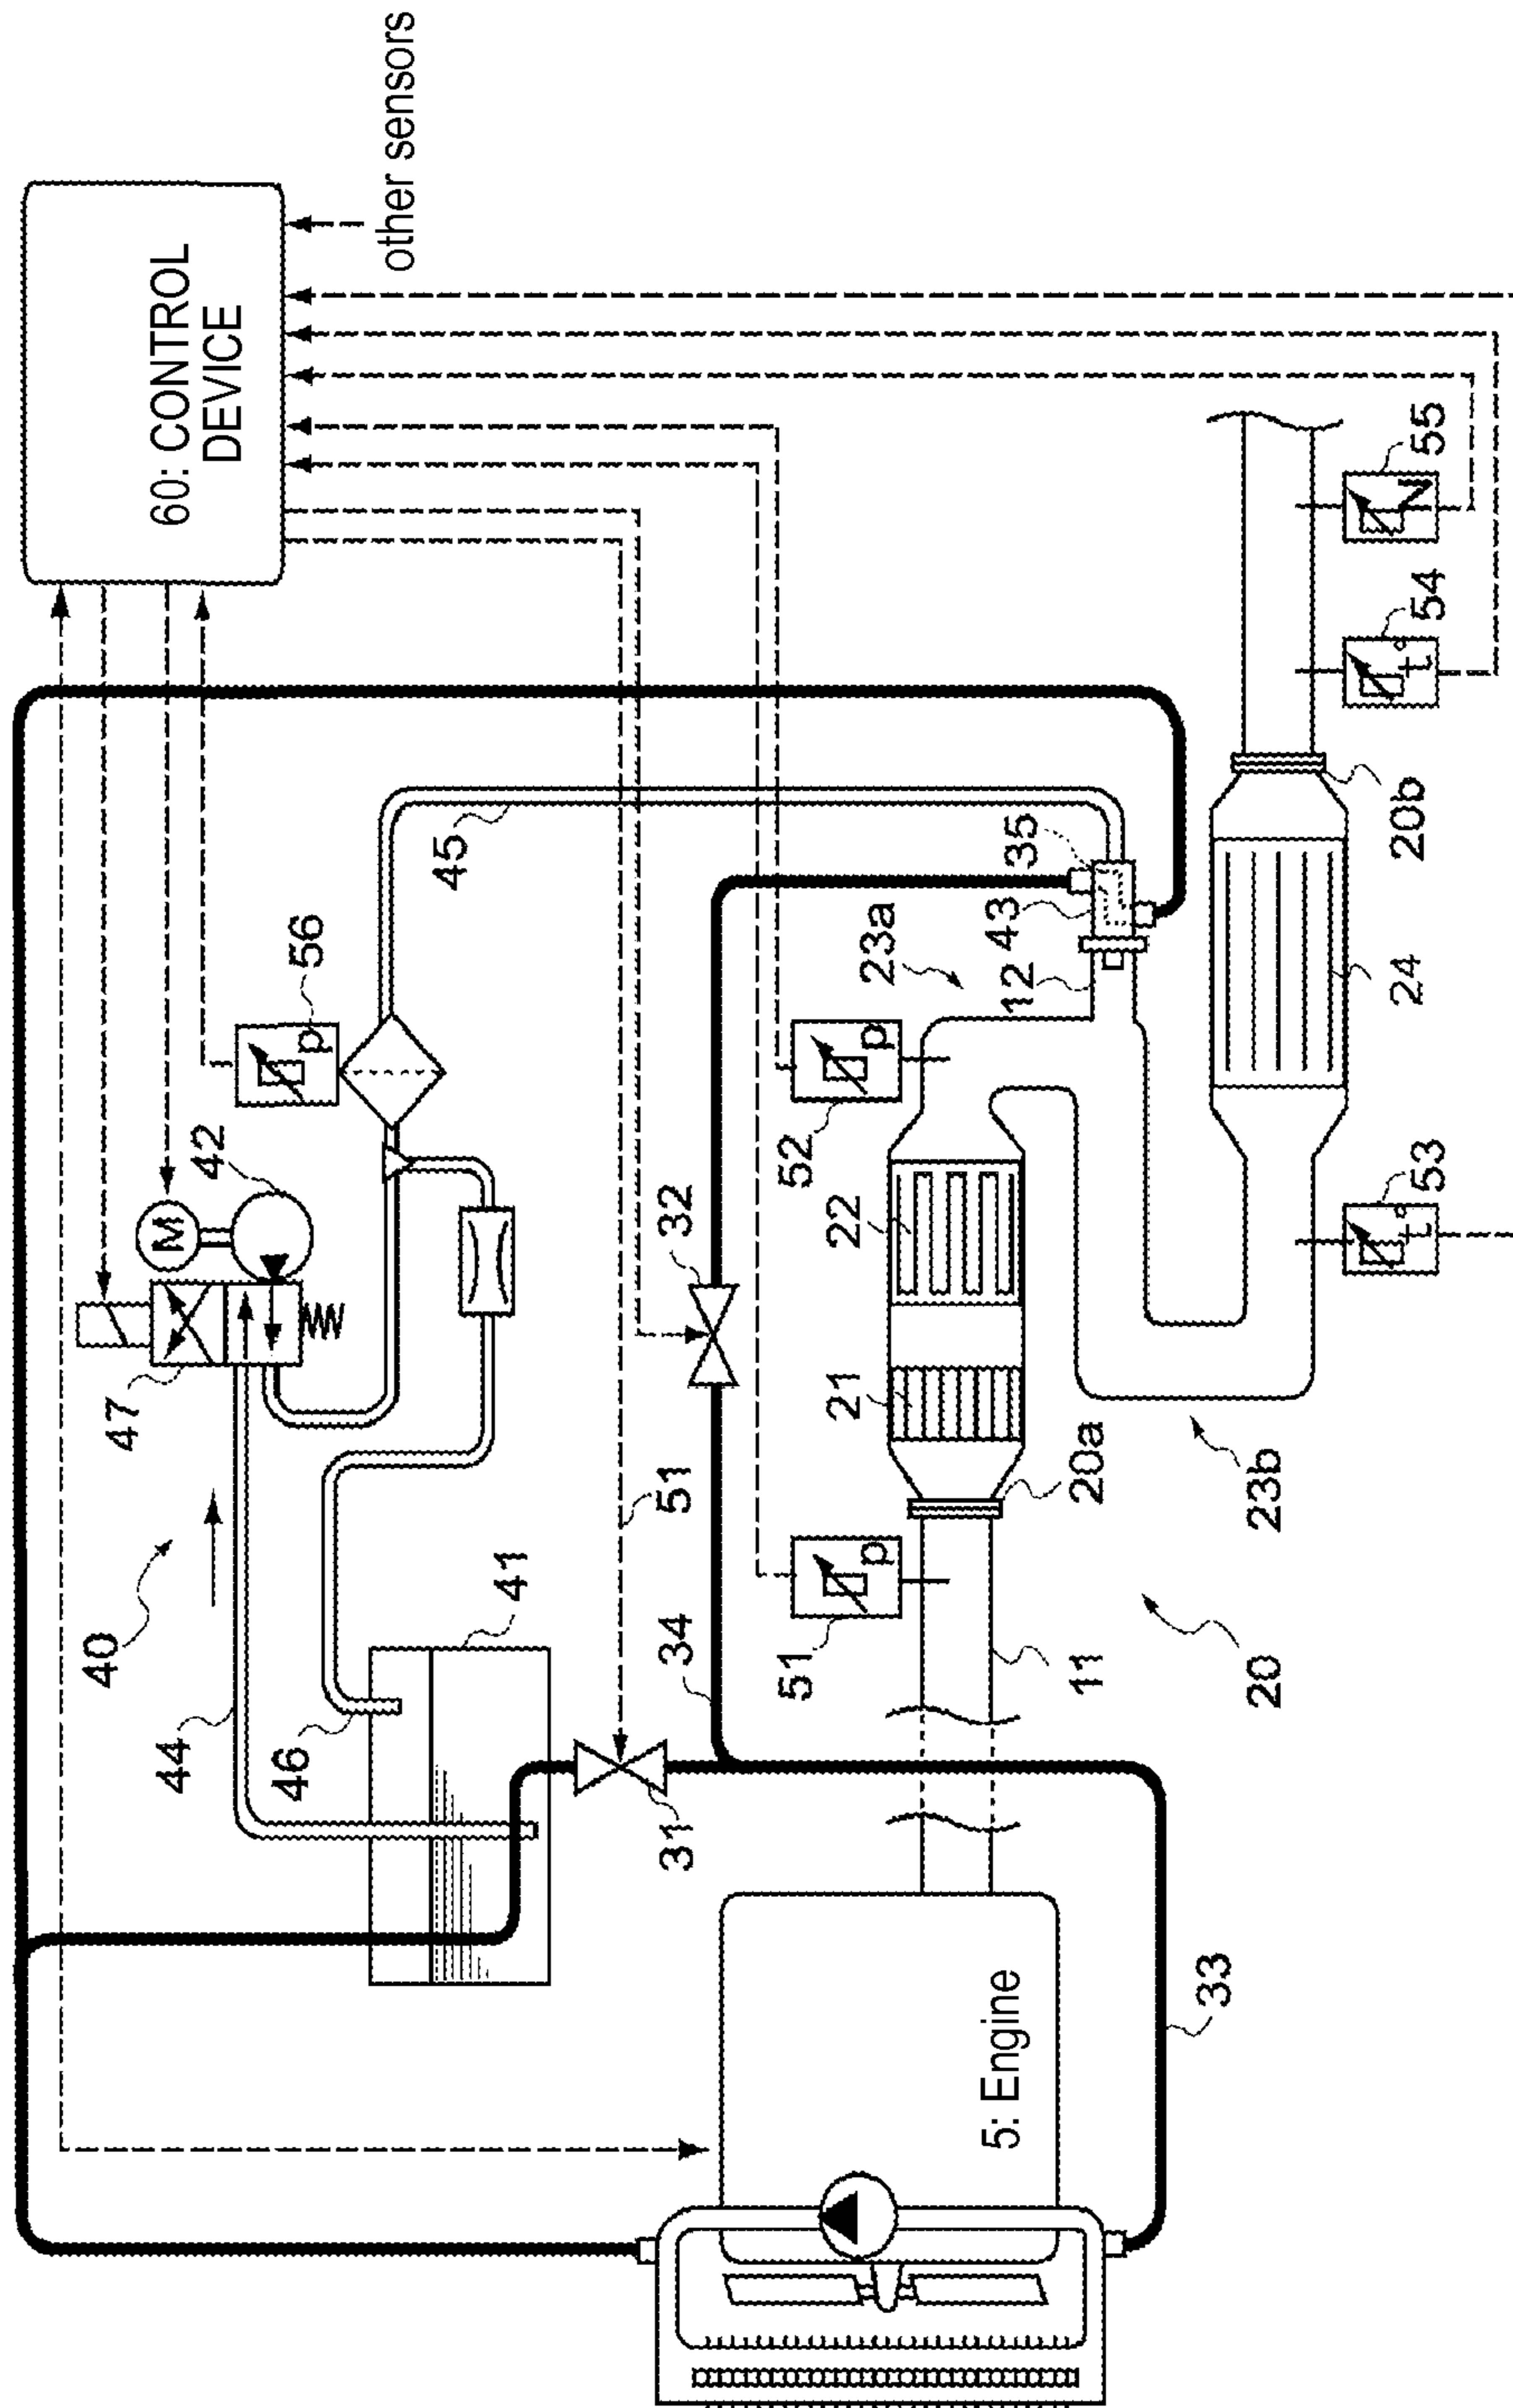 60: CONTROL
DEVICE
other sensors
40
44
47
M
42
p
56
46
41
45
31
51
34
32
51
p
52
p
21
22
23a
12
43
35
5: Engine
11
20a
33
20
23b
24
20b
t°
53
t°
54
N
55